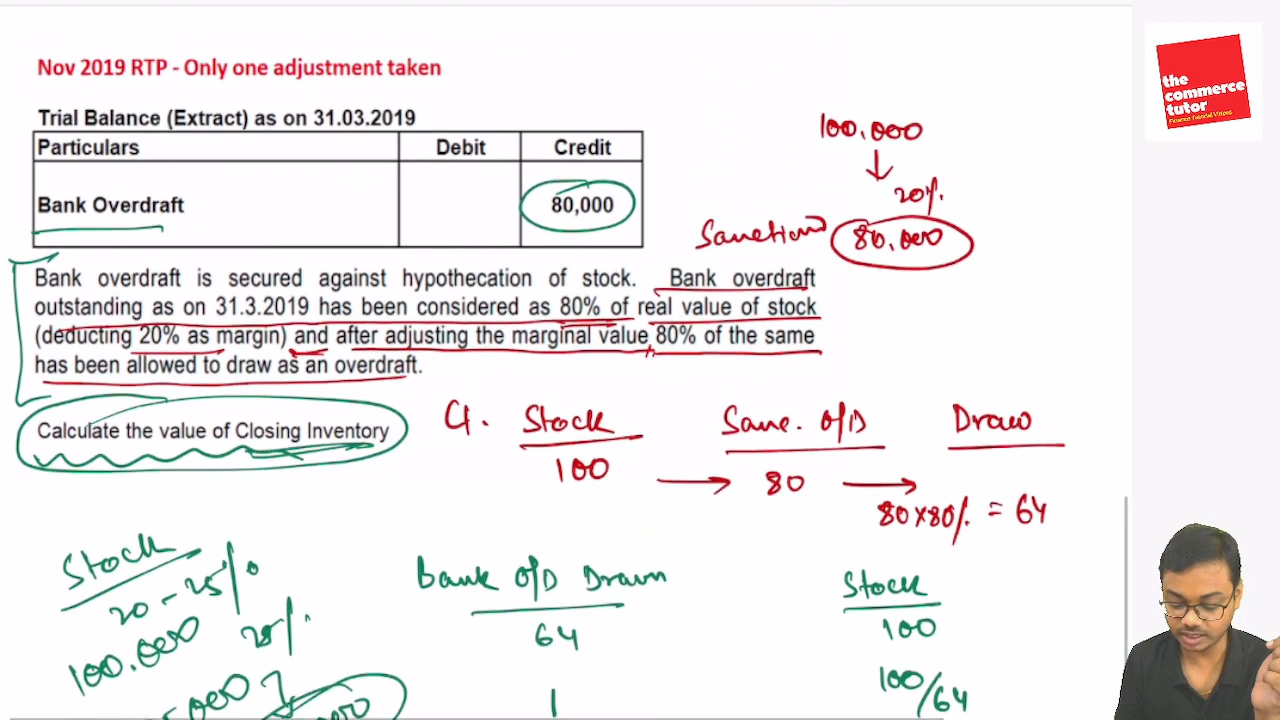 Nov 2019 RTP - Only one adjustment taken
Trial Balance (Extract) as on 31.03.2019
Particulars Debit Credit
Bank Overdraft 80,000
Bank overdraft is secured against hypothecation of stock. Bank overdraft
outstanding as on 31.3.2019 has been considered as 80% of real value of stock
(deducting 20% as margin) and after adjusting the marginal value 80% of the same
has been allowed to draw as an overdraft.
Calculate the value of Closing Inventory
100,000
20%
Sanctioned 80,000
Cl. Stock Sanc. O/D Draw
100 80 80x80% = 64
Stock
20-25%
100,000 25%
Bank O/D Drawn Stock
64 100
1 100/64
the
commerce
tutor